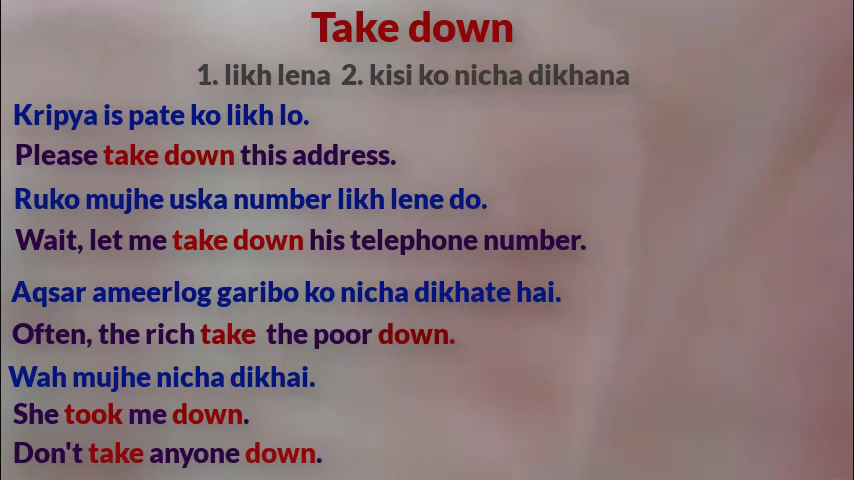 Take down
1. likh lena 2. kisi ko nicha dikhana
Kripya is pate ko likh lo.
Please take down this address.
Ruko mujhe uska number likh lene do.
Wait, let me take down his telephone number.
Aqsar ameerlog garibo ko nicha dikhate hai.
Often, the rich take the poor down.
Wah mujhe nicha dikhai.
She took me down.
Don't take anyone down.